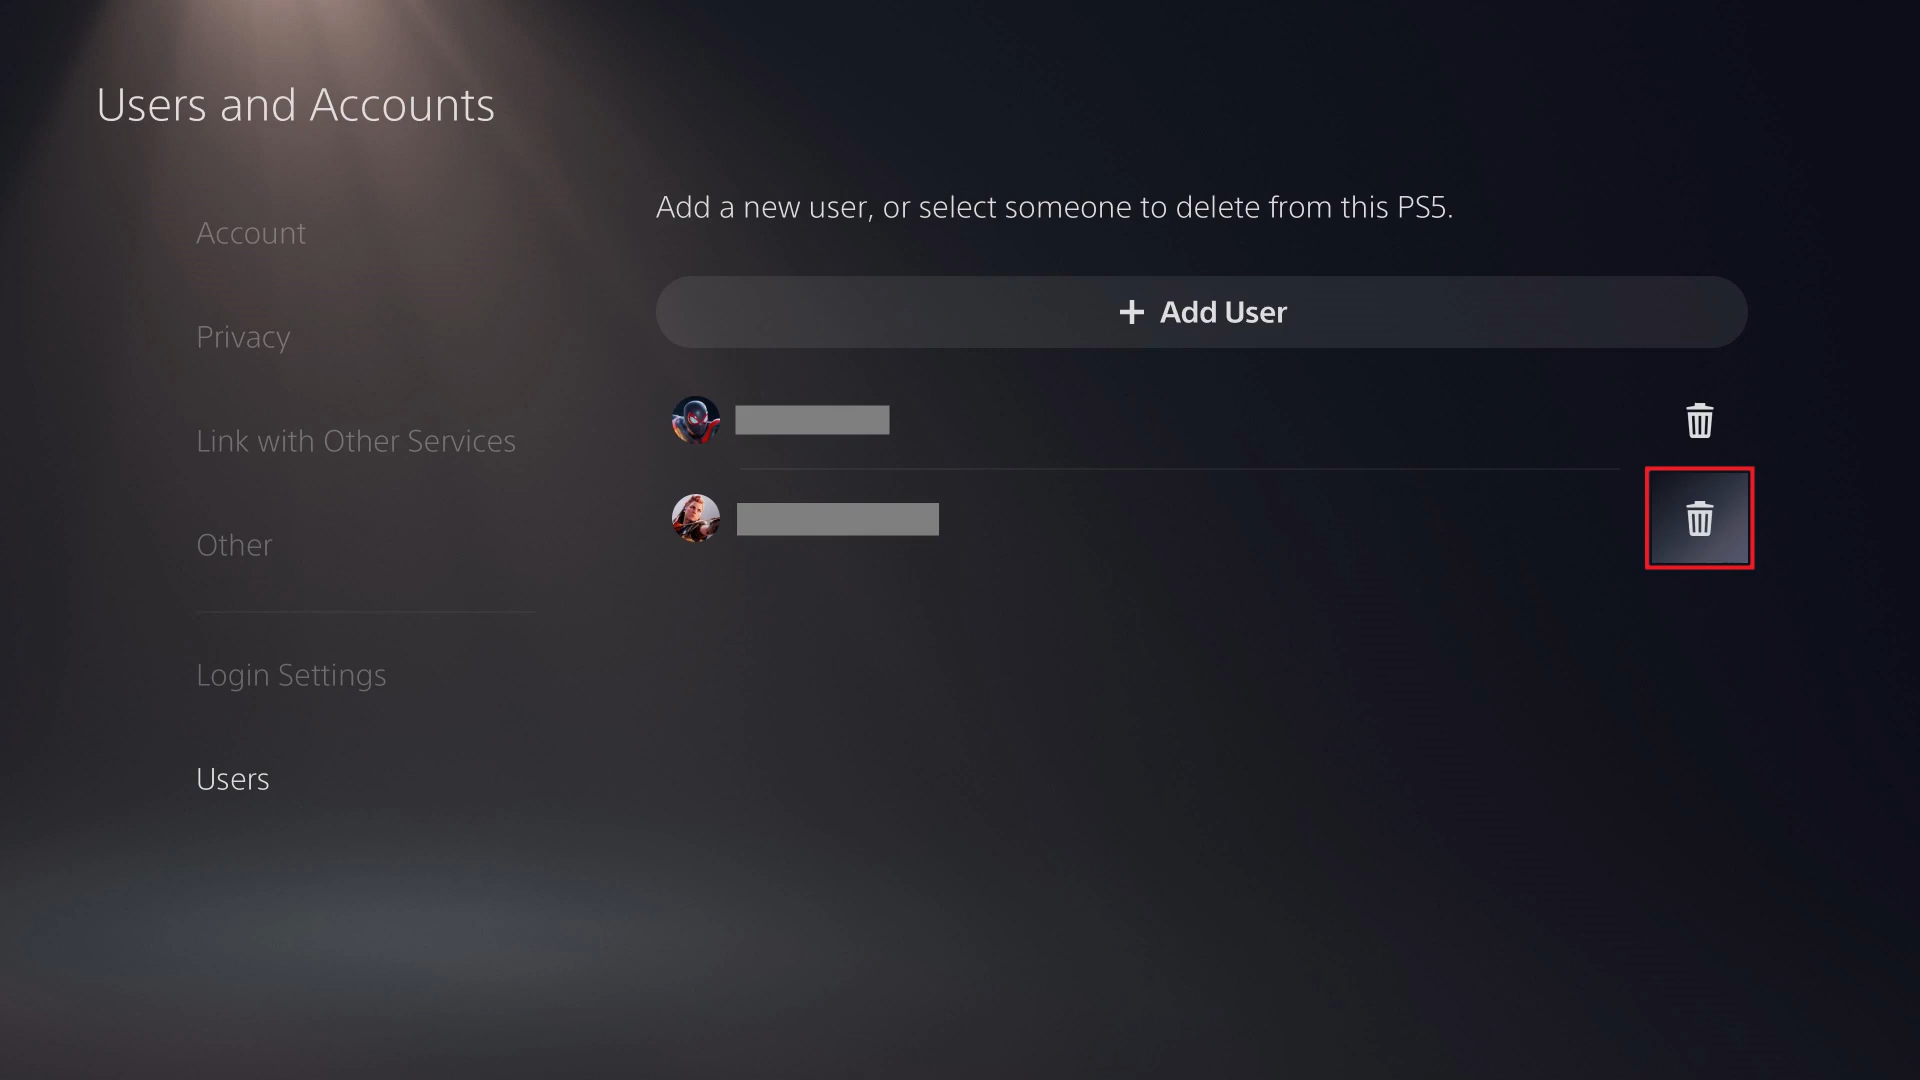 Users and Accounts
Account
Privacy
Link with Other Services
Other
Login Settings
Users
Add a new user, or select someone to delete from this PS5.
+ Add User